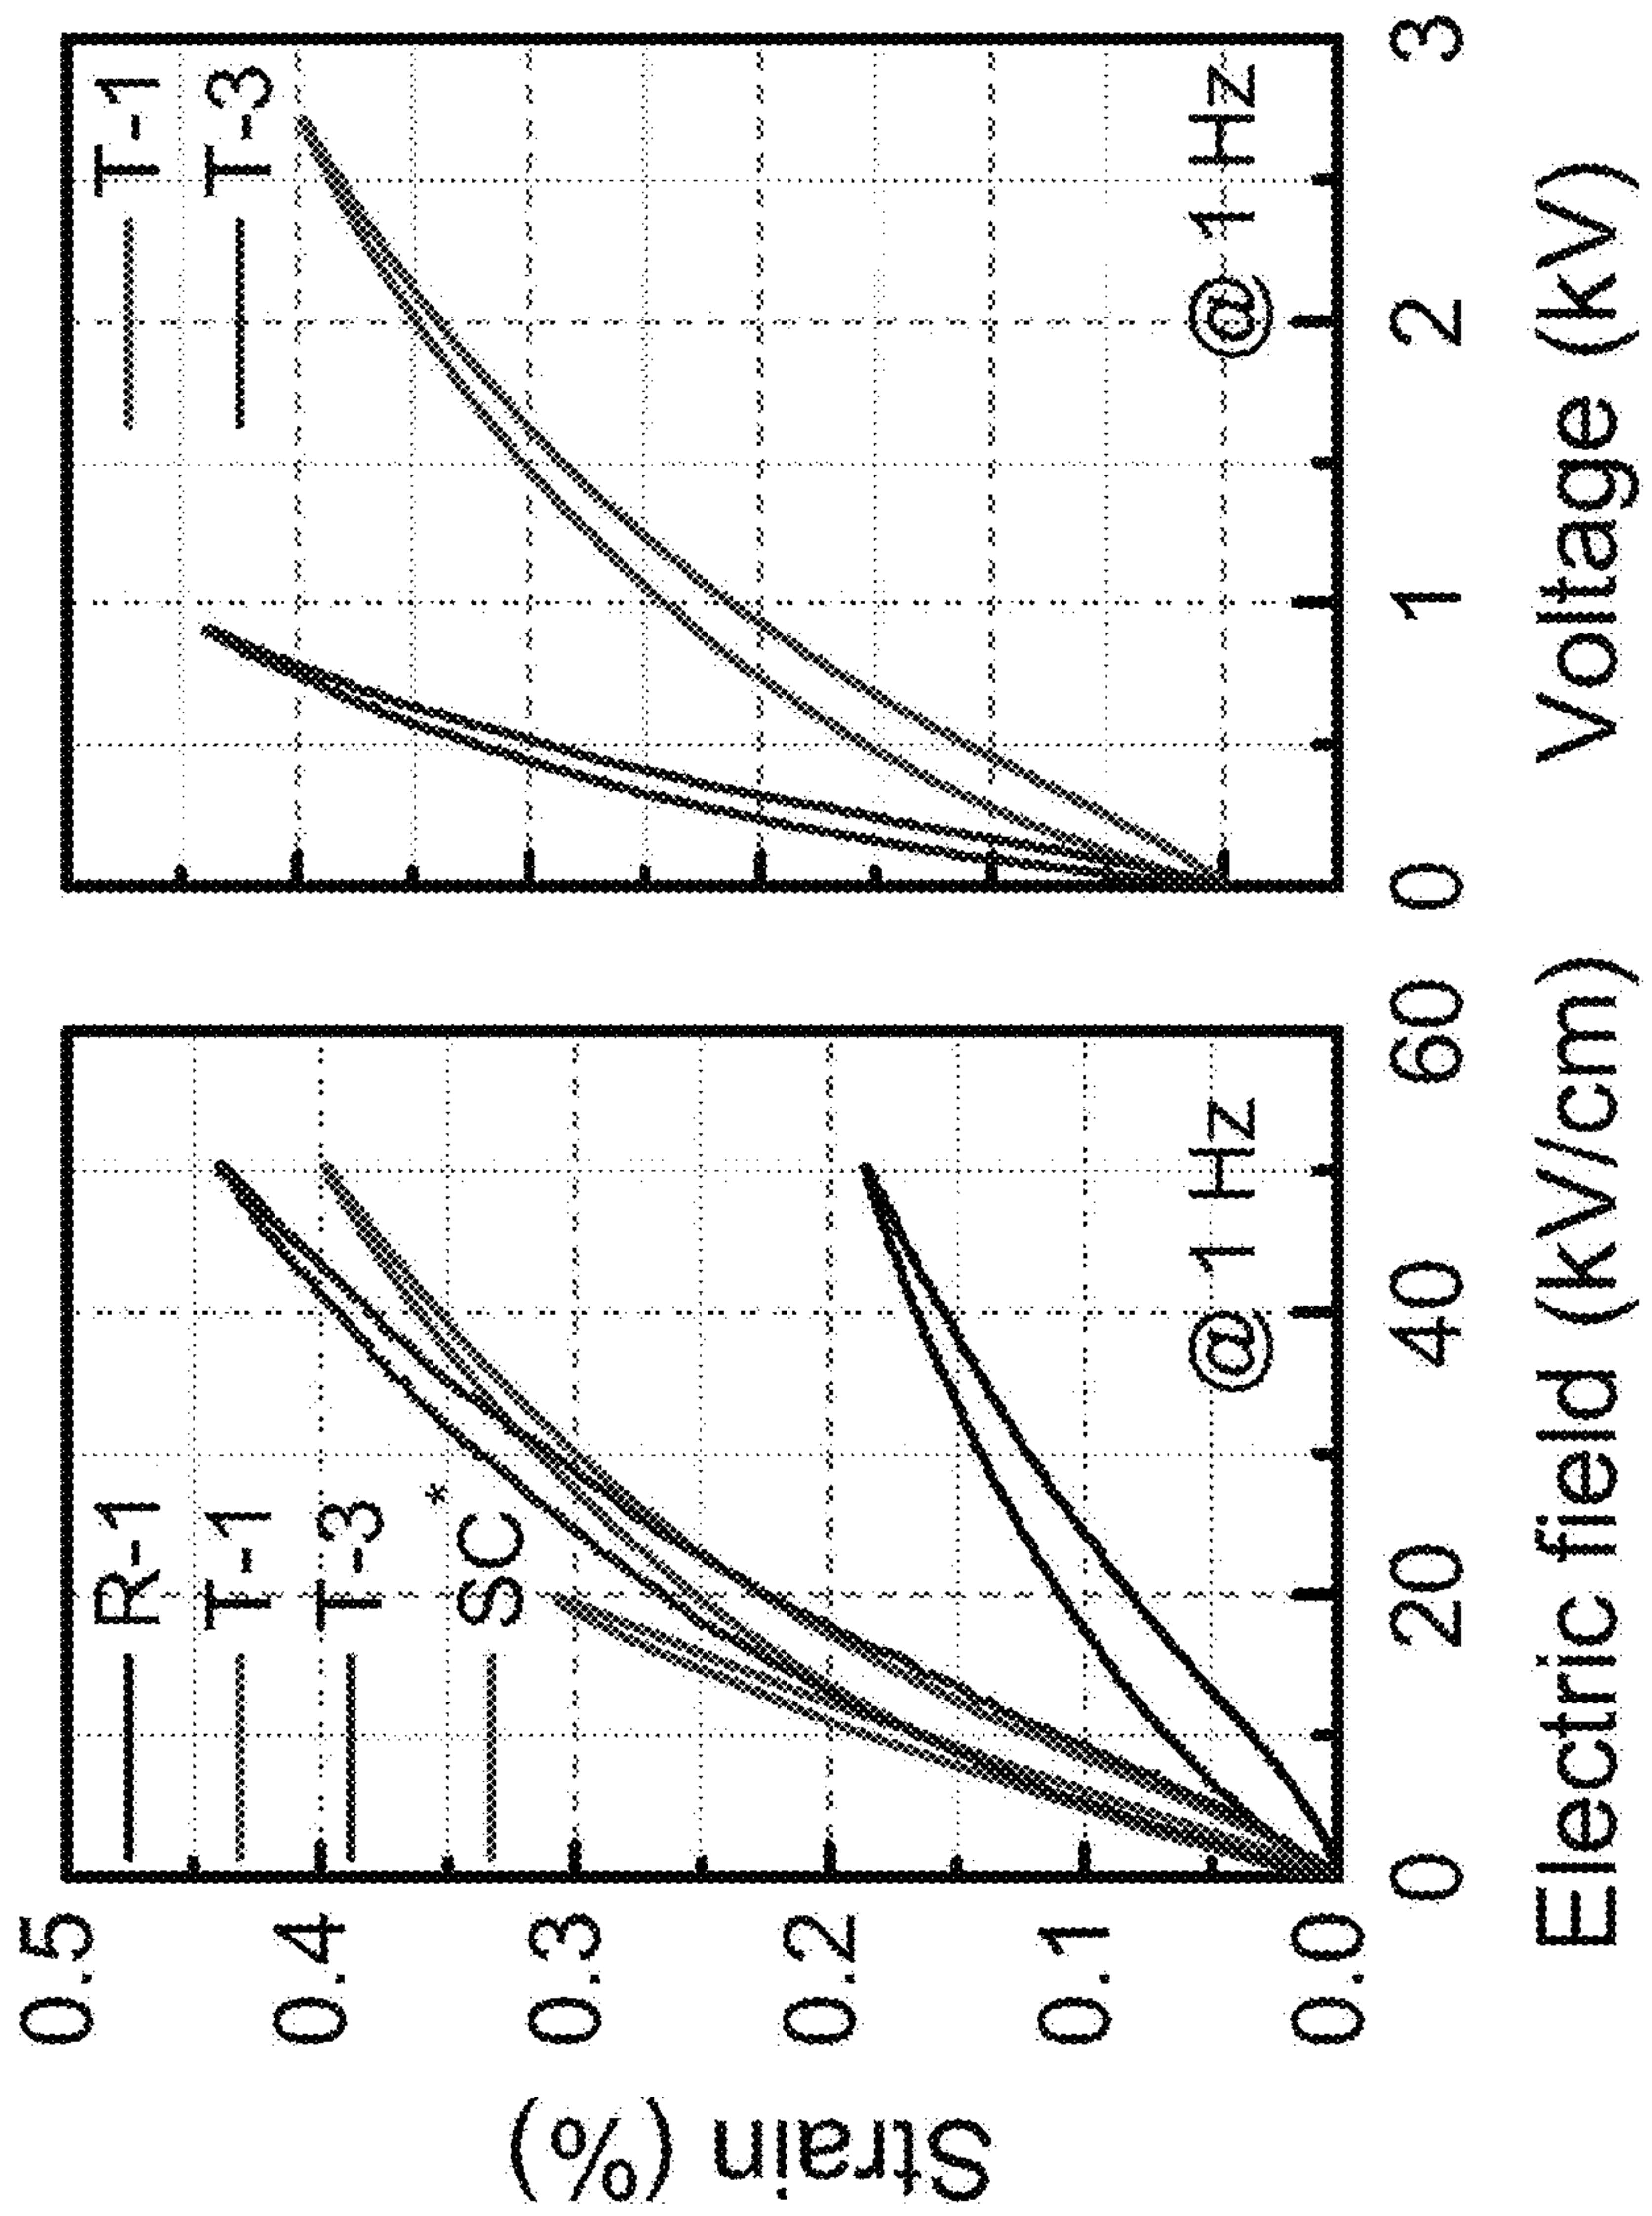 Strain (%)
0.5
0.4
0.3
0.2
0.1
0.0
R-1
T-1
T-3
SC*
@ 1 Hz
0
20
40
60
Electric field (kV/cm)
T-1
T-3
@ 1 Hz
0
1
2
3
Voltage (kV)